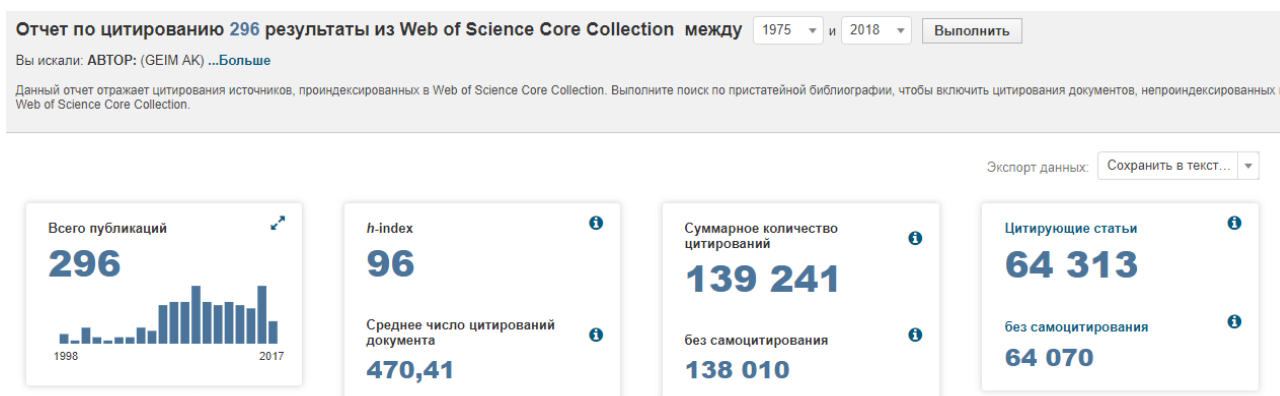 Отчет по цитированию 296 результаты из Web of Science Core Collection между 1975 и 2018 Выполнить
Вы искали: АВТОР: (GEIM AK) ...Больше
Данный отчет отражает цитирования источников, проиндексированных в Web of Science Core Collection. Выполните поиск по пристатейной библиографии, чтобы включить цитирования документов, непроиндексированных
Web of Science Core Collection.
Экспорт данных: Сохранить в текст...
Всего публикаций
296
1998 2017
h-index
96
Среднее число цитирований
документа
470,41
Суммарное количество
цитирований
139 241
без самоцитирования
138 010
Цитирующие статьи
64 313
без самоцитирования
64 070